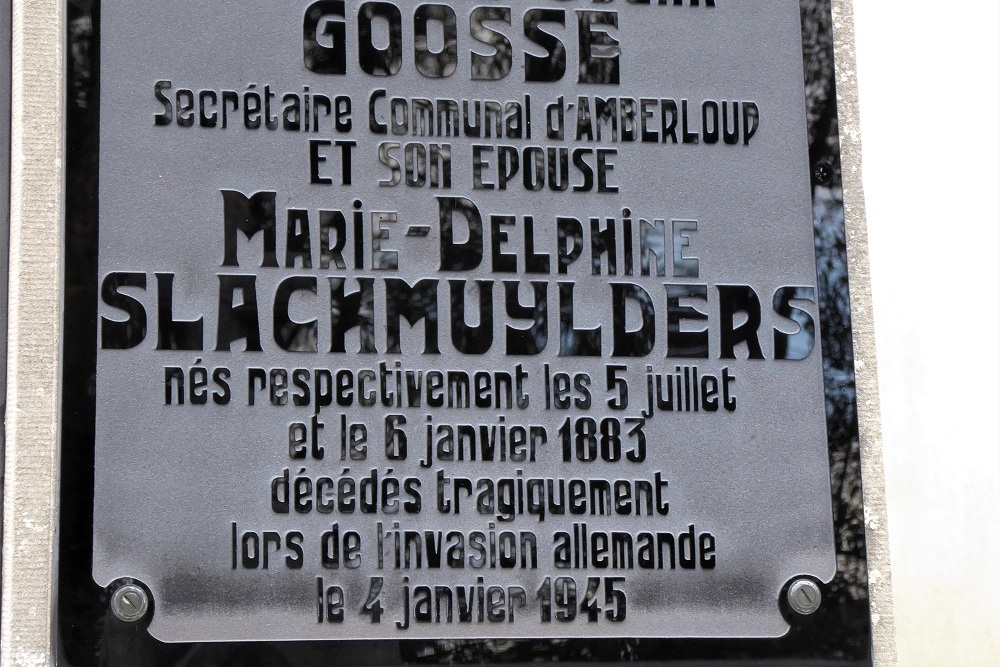 GOOSSE
Secrétaire Communal d'AMBERLOUP
ET SON EPOUSE
MARiE-DELPHiNE
SLACHMUYLDERS
nés respectivement les 5 juillet
et le 6 janvier 1883
décédés tragiquement
lors de l'invasion allemande
le 4 janvier 1945